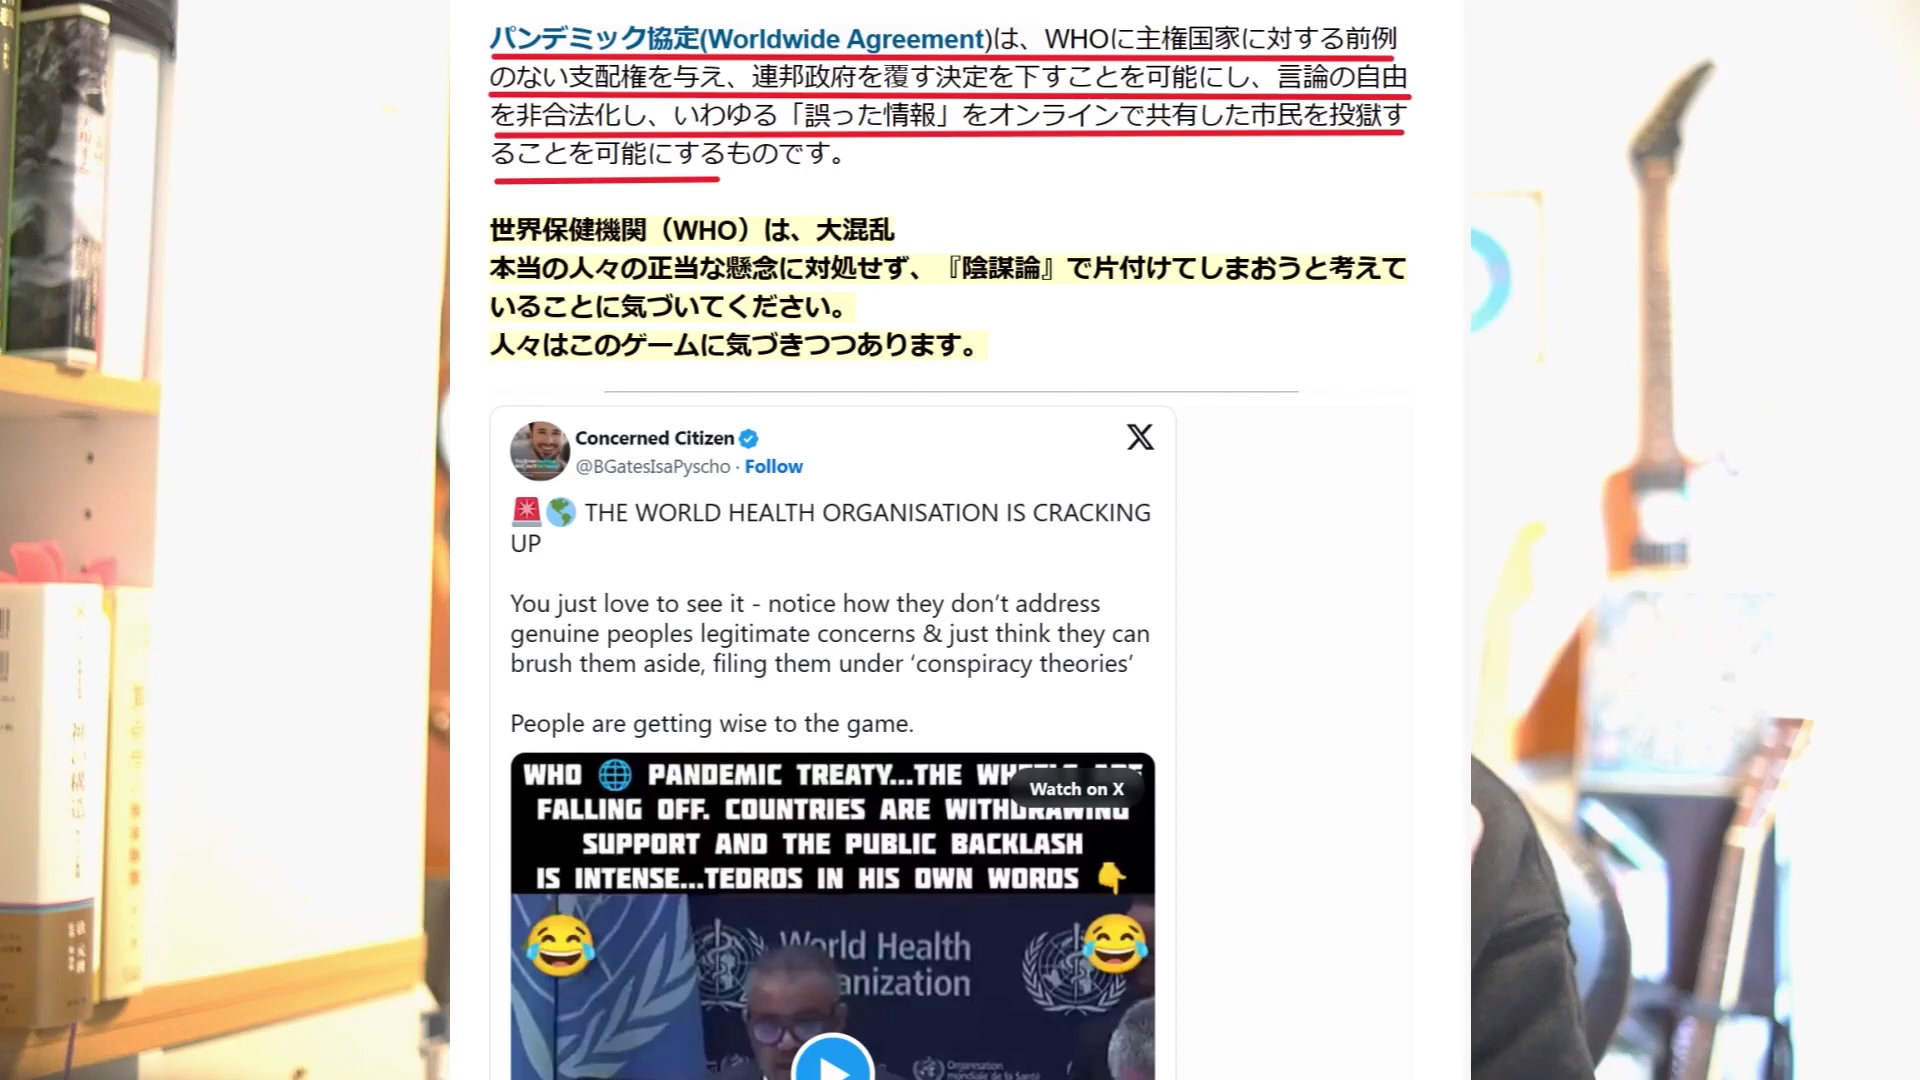 パンデミック協定(Worldwide Agreement)は、WHOに主権国家に対する前例
のない支配権を与え、連邦政府を覆す決定を下すことを可能にし、言論の自由
を非合法化し、いわゆる「誤った情報」をオンラインで共有した市民を投獄す
ることを可能にするものです。
世界保健機関（WHO）は、大混乱
本当の人々の正当な懸念に対処せず、『陰謀論』で片付けてしまおうと考えて
いることに気づいてください。
人々はこのゲームに気づきつつあります。
Concerned Citizen
@BGatesIsaPyscho · Follow
THE WORLD HEALTH ORGANISATION IS CRACKING
UP
You just love to see it - notice how they don’t address
genuine peoples legitimate concerns & just think they can
brush them aside, filing them under ‘conspiracy theories’
People are getting wise to the game.
WHO PANDEMIC TREATY...THE WHEELS ARE
Watch on X
FALLING OFF. COUNTRIES ARE WITHDRAWING
SUPPORT AND THE PUBLIC BACKLASH
IS INTENSE...TEDROS IN HIS OWN WORDS
World Health
anization
Organisation
mondiale de la Santé